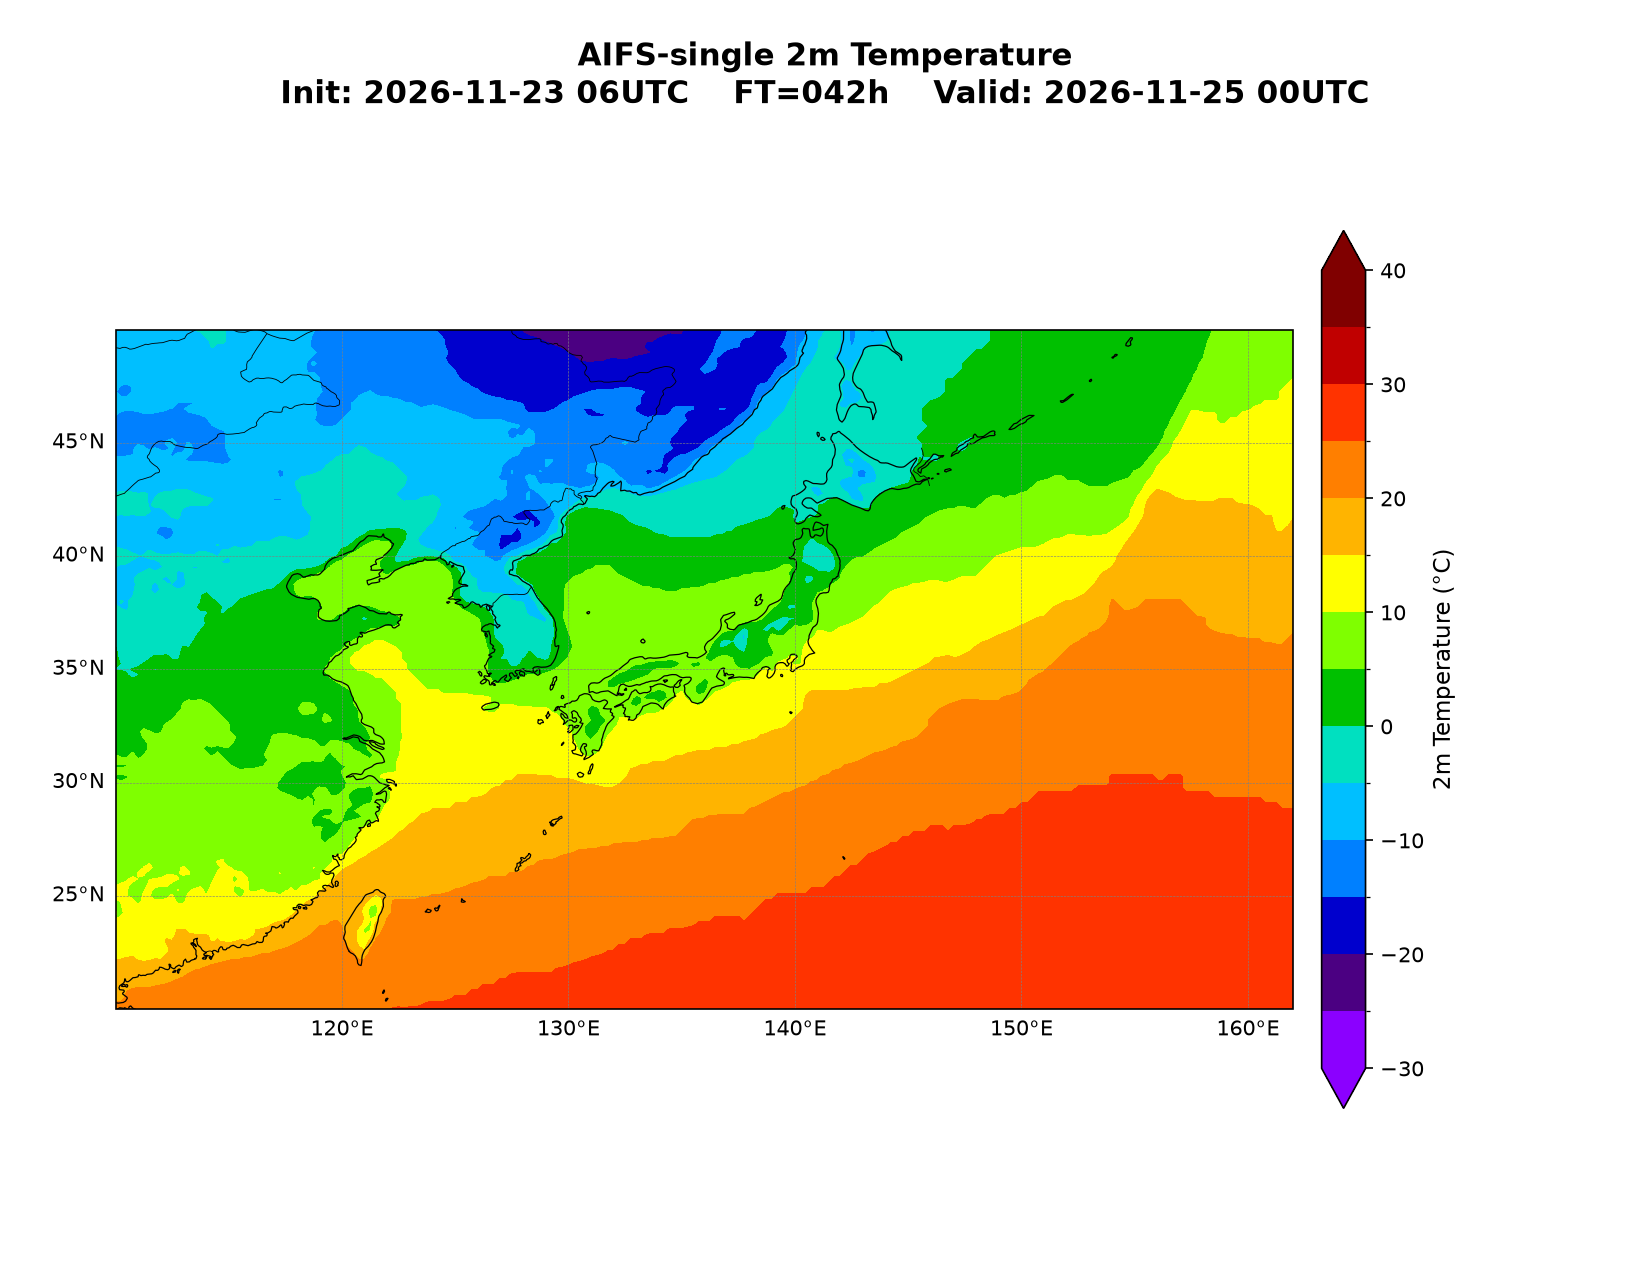 AIFS-single 2m Temperature
Init: 2026-11-23 06UTC    FT=042h    Valid: 2026-11-25 00UTC
45°N
40°N
35°N
30°N
25°N
120°E
130°E
140°E
150°E
160°E
40
30
20
10
0
−10
−20
−30
2m Temperature (°C)